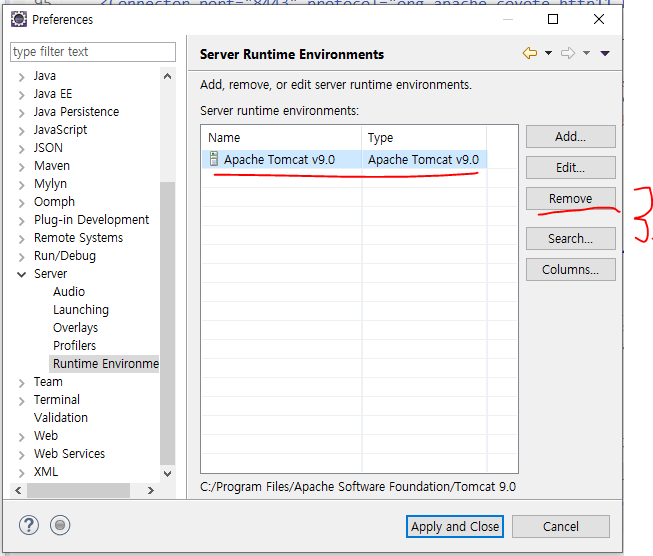 95 <Connector port="8443" protocol="org.apache.coyote.http11
Preferences
type filter text
Java
Java EE
Java Persistence
JavaScript
JSON
Maven
Mylyn
Oomph
Plug-in Development
Remote Systems
Run/Debug
Server
Audio
Launching
Overlays
Profilers
Runtime Environme
Team
Terminal
Validation
Web
Web Services
XML
Server Runtime Environments
Add, remove, or edit server runtime environments.
Server runtime environments:
Name Type
Apache Tomcat v9.0 Apache Tomcat v9.0
C:/Program Files/Apache Software Foundation/Tomcat 9.0
Add...
Edit...
Remove
Search...
Columns...
3.
Apply and Close
Cancel